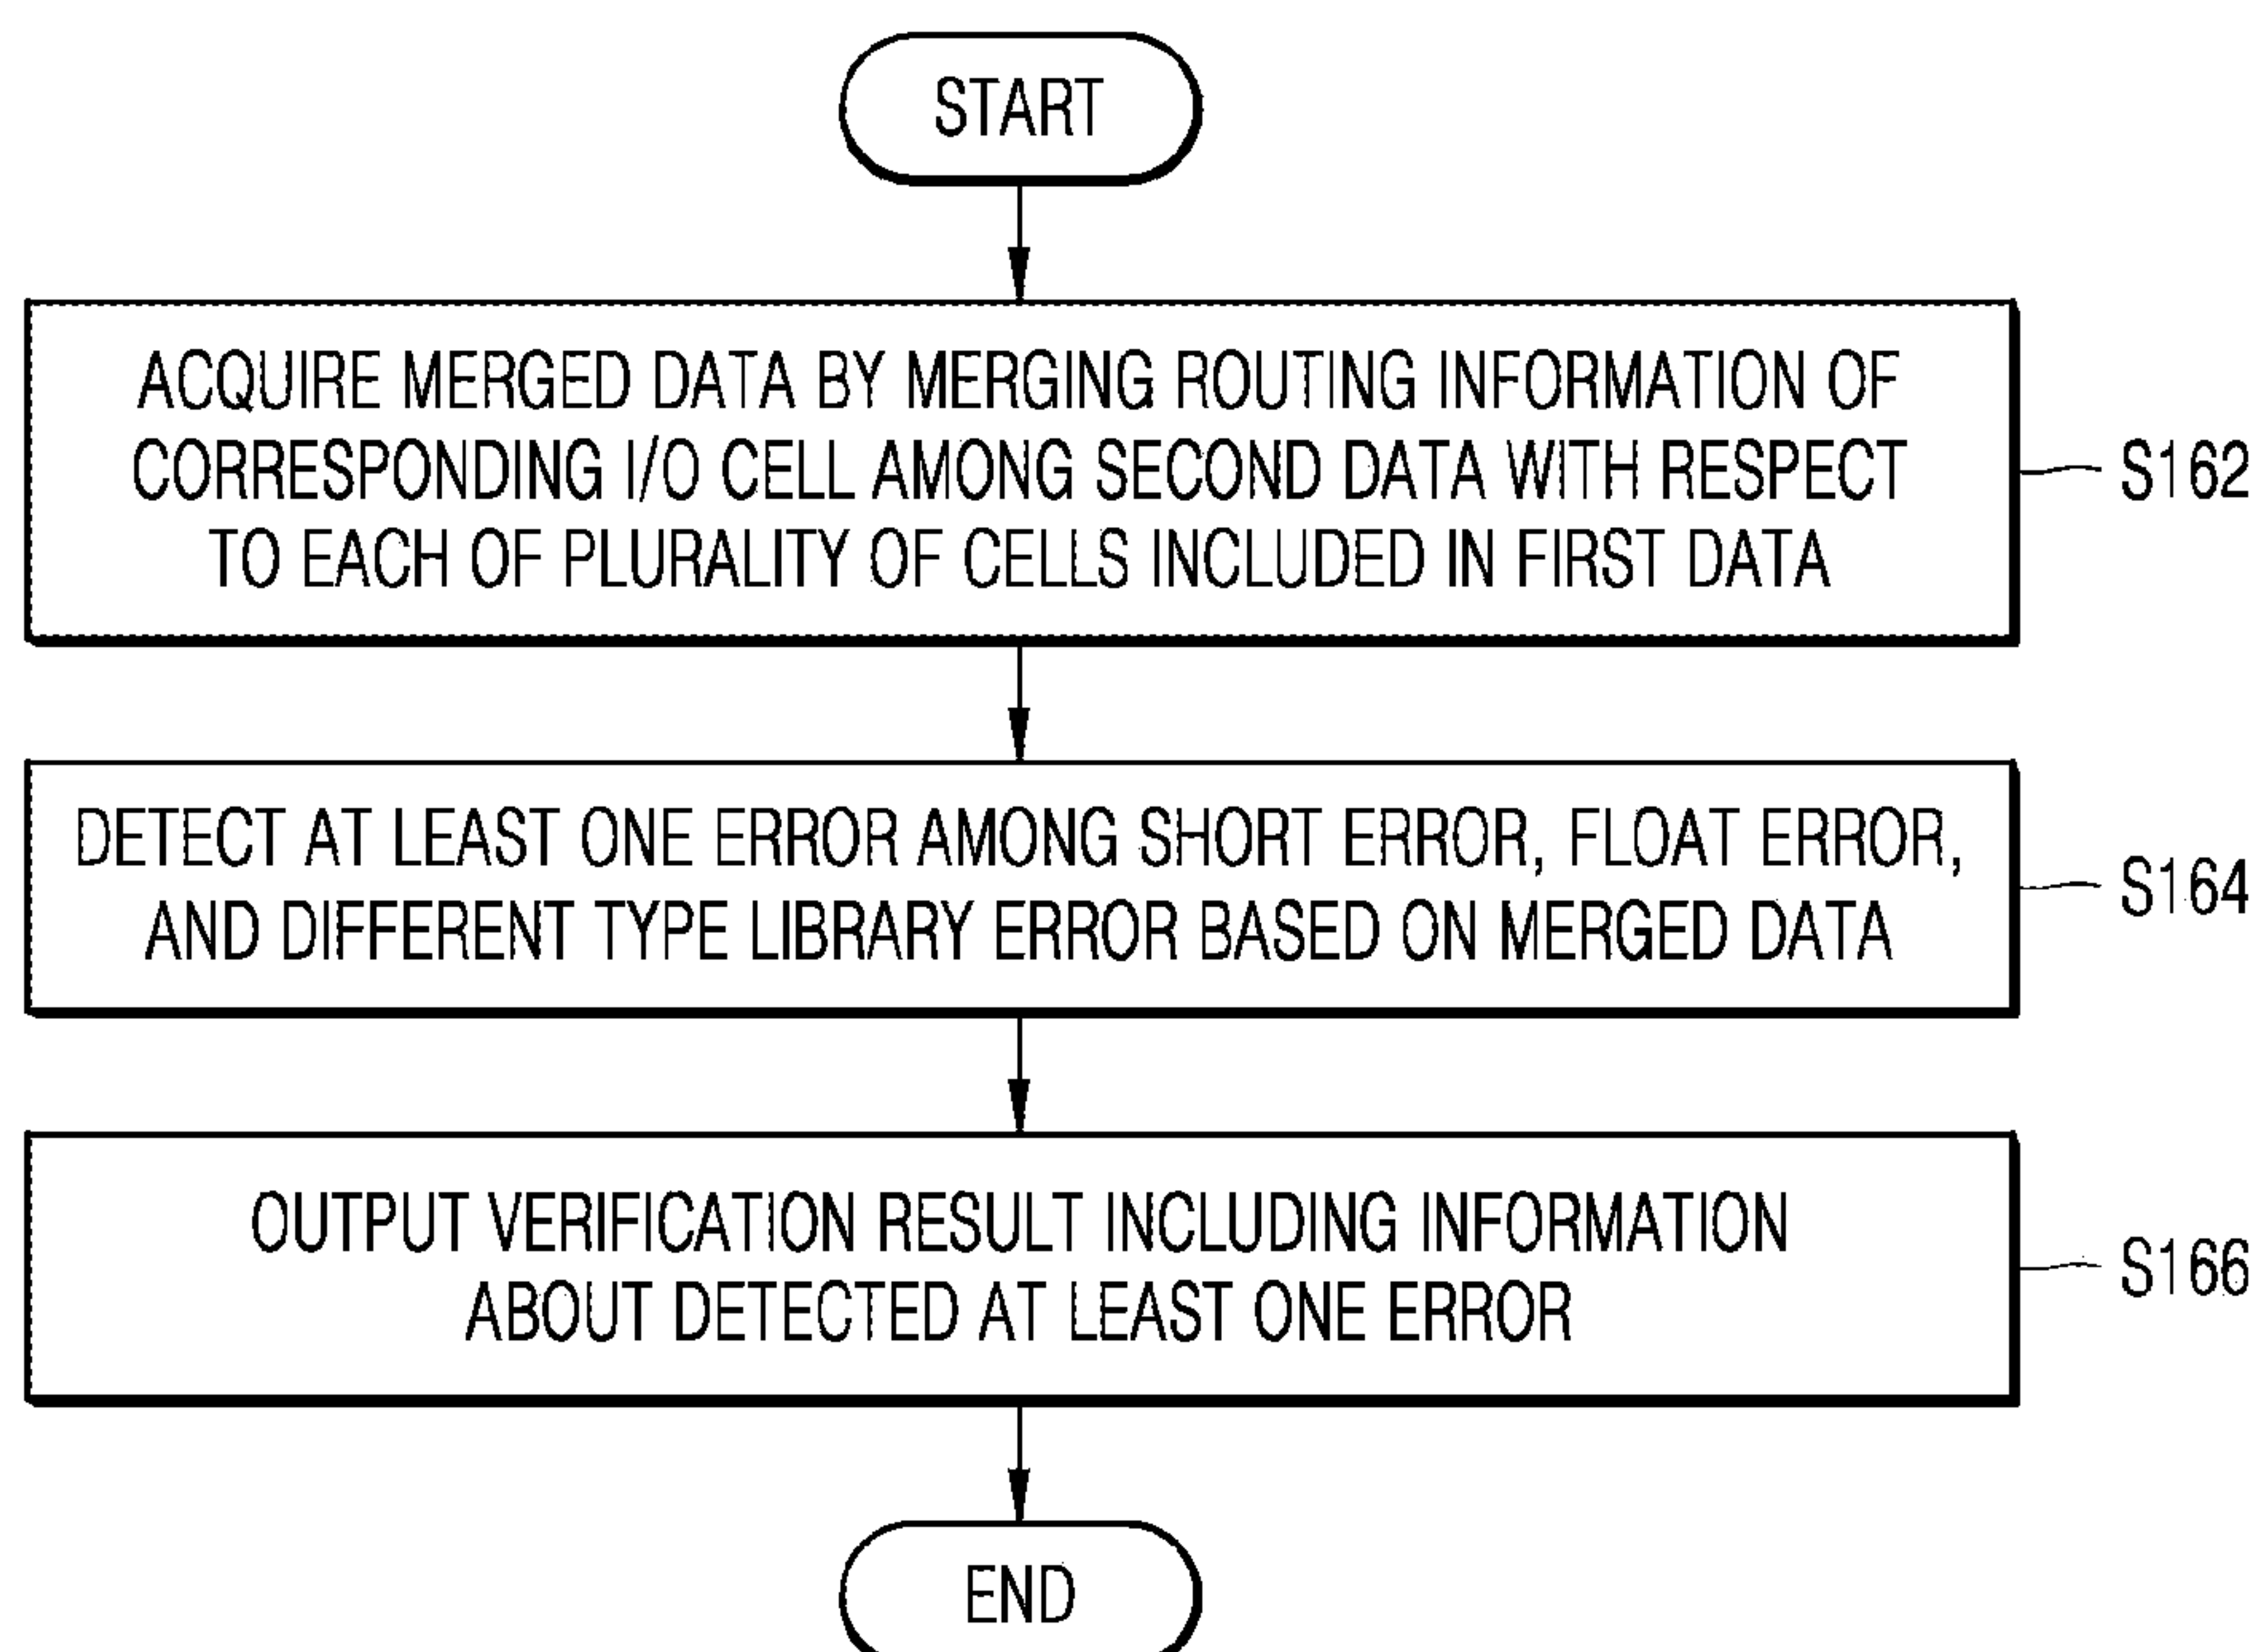 START
ACQUIRE MERGED DATA BY MERGING ROUTING INFORMATION OF
CORRESPONDING I/O CELL AMONG SECOND DATA WITH RESPECT
TO EACH OF PLURALITY OF CELLS INCLUDED IN FIRST DATA
S162
DETECT AT LEAST ONE ERROR AMONG SHORT ERROR, FLOAT ERROR,
AND DIFFERENT TYPE LIBRARY ERROR BASED ON MERGED DATA
S164
OUTPUT VERIFICATION RESULT INCLUDING INFORMATION
ABOUT DETECTED AT LEAST ONE ERROR
S166
END